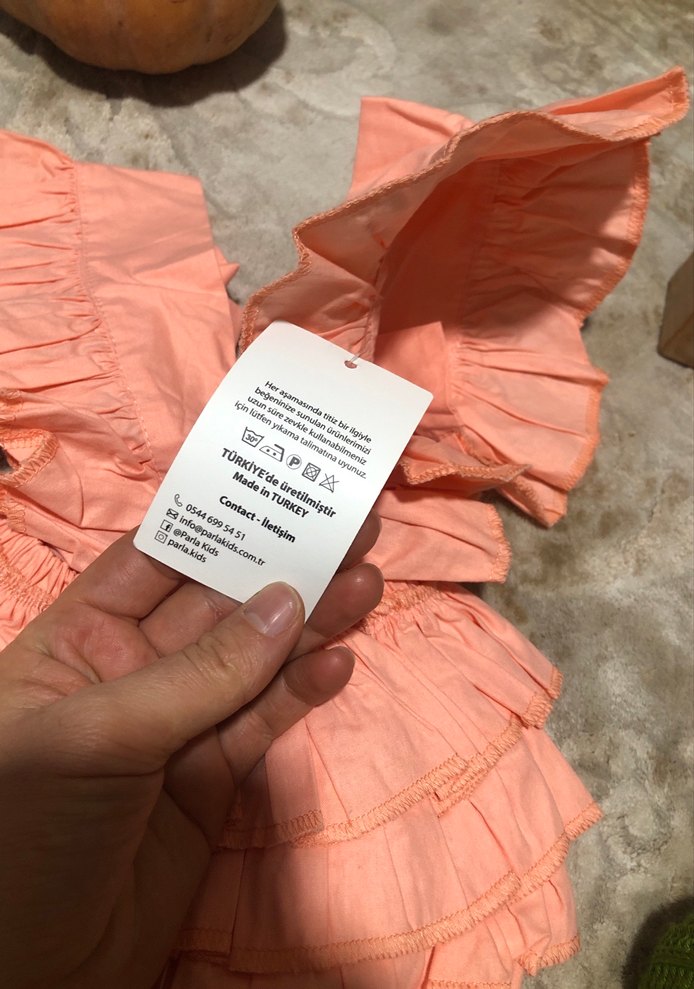 Her aşamasında titiz bir ilgiyle
beğeninize sunulan ürünlerimizi
uzun süre zevkle kullanabilmeniz
için lütfen yıkama talimatına uyunuz.
30°
P
TÜRKİYE'de üretilmiştir
Made in TURKEY
Contact - İletişim
0544 699 54 51
info@parlakids.com.tr
@Parla Kids
parla.kids